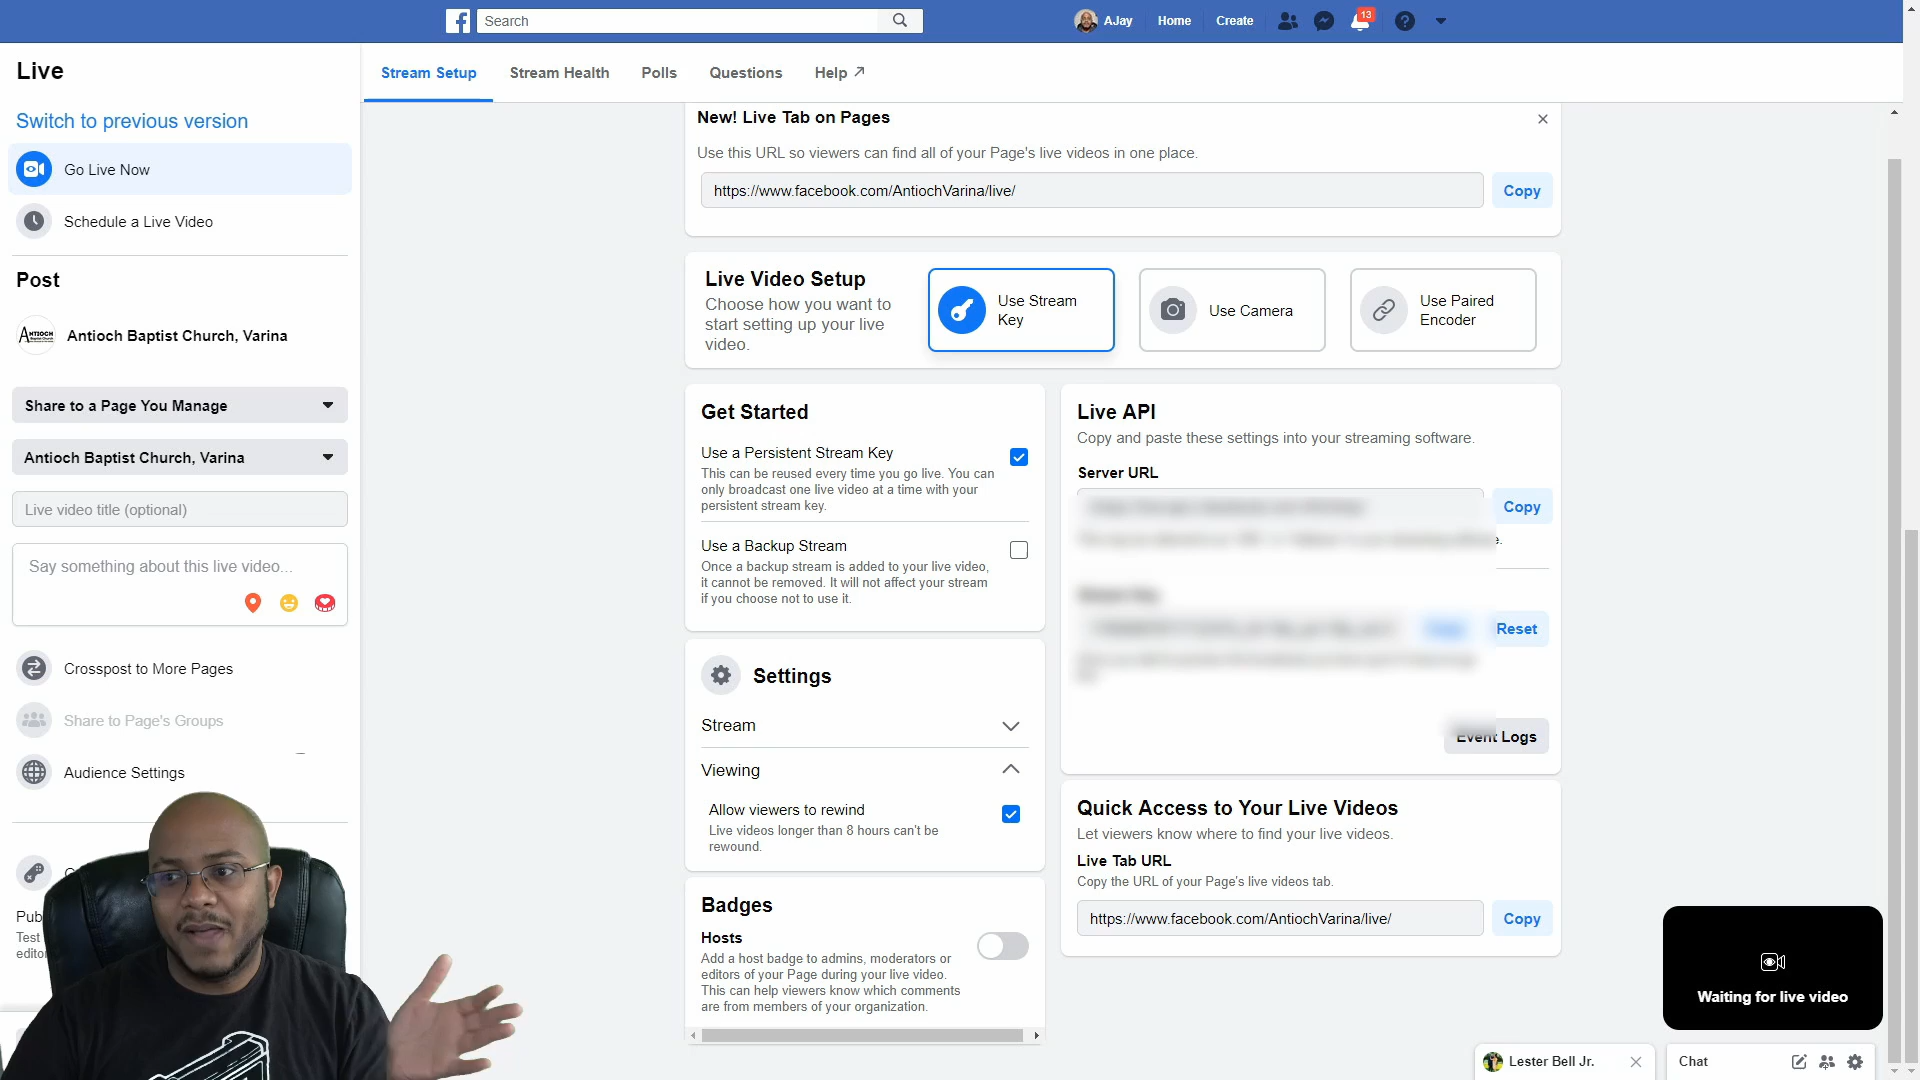 Search
AJay
Home
Create
13
Live
Switch to previous version
Go Live Now
Schedule a Live Video
Post
ANTIOCH
Antioch Baptist Church, Varina
Share to a Page You Manage
Antioch Baptist Church, Varina
Live video title (optional)
Say something about this live video...
Crosspost to More Pages
Share to Page's Groups
Audience Settings
Pub
Test
edito
Stream Setup
Stream Health
Polls
Questions
Help
New! Live Tab on Pages
Use this URL so viewers can find all of your Page's live videos in one place.
https://www.facebook.com/AntiochVarina/live/
Copy
Live Video Setup
Choose how you want to
start setting up your live
video.
Use Stream
Key
Use Camera
Use Paired
Encoder
Get Started
Use a Persistent Stream Key
This can be reused every time you go live. You can
only broadcast one live video at a time with your
persistent stream key.
Use a Backup Stream
Once a backup stream is added to your live video,
it cannot be removed. It will not affect your stream
if you choose not to use it.
Settings
Stream
Viewing
Allow viewers to rewind
Live videos longer than 8 hours can't be
rewound.
Badges
Hosts
Add a host badge to admins, moderators or
editors of your Page during your live video.
This can help viewers know which comments
are from members of your organization.
Live API
Copy and paste these settings into your streaming software.
Server URL
Copy
Reset
Event Logs
Quick Access to Your Live Videos
Let viewers know where to find your live videos.
Live Tab URL
Copy the URL of your Page's live videos tab.
https://www.facebook.com/AntiochVarina/live/
Copy
Waiting for live video
Lester Bell Jr.
Chat